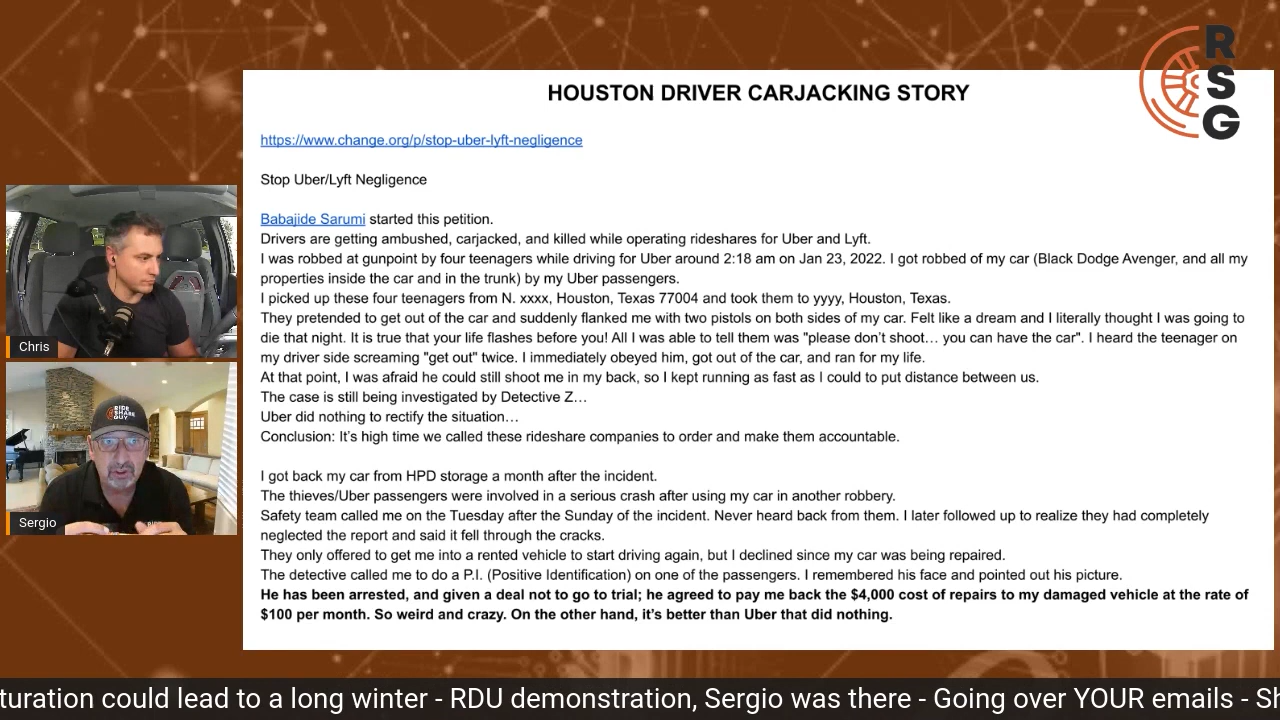 R
S
G
HOUSTON DRIVER CARJACKING STORY
https://www.change.org/p/stop-uber-lyft-negligence
Stop Uber/Lyft Negligence
Babajide Sarumi started this petition.
Drivers are getting ambushed, carjacked, and killed while operating rideshares for Uber and Lyft.
I was robbed at gunpoint by four teenagers while driving for Uber around 2:18 am on Jan 23, 2022. I got robbed of my car (Black Dodge Avenger, and all my
properties inside the car and in the trunk) by my Uber passengers.
I picked up these four teenagers from N. xxxx, Houston, Texas 77004 and took them to yyyy, Houston, Texas.
They pretended to get out of the car and suddenly flanked me with two pistols on both sides of my car. Felt like a dream and I literally thought I was going to
die that night. It is true that your life flashes before you! All I was able to tell them was "please don’t shoot… you can have the car". I heard the teenager on
my driver side screaming "get out" twice. I immediately obeyed him, got out of the car, and ran for my life.
At that point, I was afraid he could still shoot me in my back, so I kept running as fast as I could to put distance between us.
The case is still being investigated by Detective Z…
Uber did nothing to rectify the situation…
Conclusion: It’s high time we called these rideshare companies to order and make them accountable.
I got back my car from HPD storage a month after the incident.
The thieves/Uber passengers were involved in a serious crash after using my car in another robbery.
Safety team called me on the Tuesday after the Sunday of the incident. Never heard back from them. I later followed up to realize they had completely
neglected the report and said it fell through the cracks.
They only offered to get me into a rented vehicle to start driving again, but I declined since my car was being repaired.
The detective called me to do a P.I. (Positive Identification) on one of the passengers. I remembered his face and pointed out his picture.
He has been arrested, and given a deal not to go to trial; he agreed to pay me back the $4,000 cost of repairs to my damaged vehicle at the rate of
$100 per month. So weird and crazy. On the other hand, it’s better than Uber that did nothing.
Chris
RIDE
SHARE
GUY
Sergio
turation could lead to a long winter - RDU demonstration, Sergio was there - Going over YOUR emails - Sh